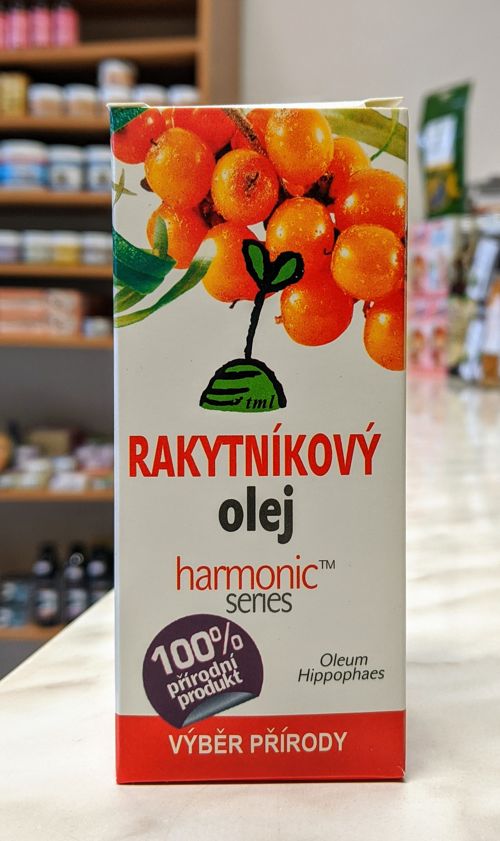 tml
RAKYTNÍKOVÝ
olej
harmonic™
series
100%
přírodní
produkt
Oleum
Hippophaes
VÝBĚR PŘÍRODY